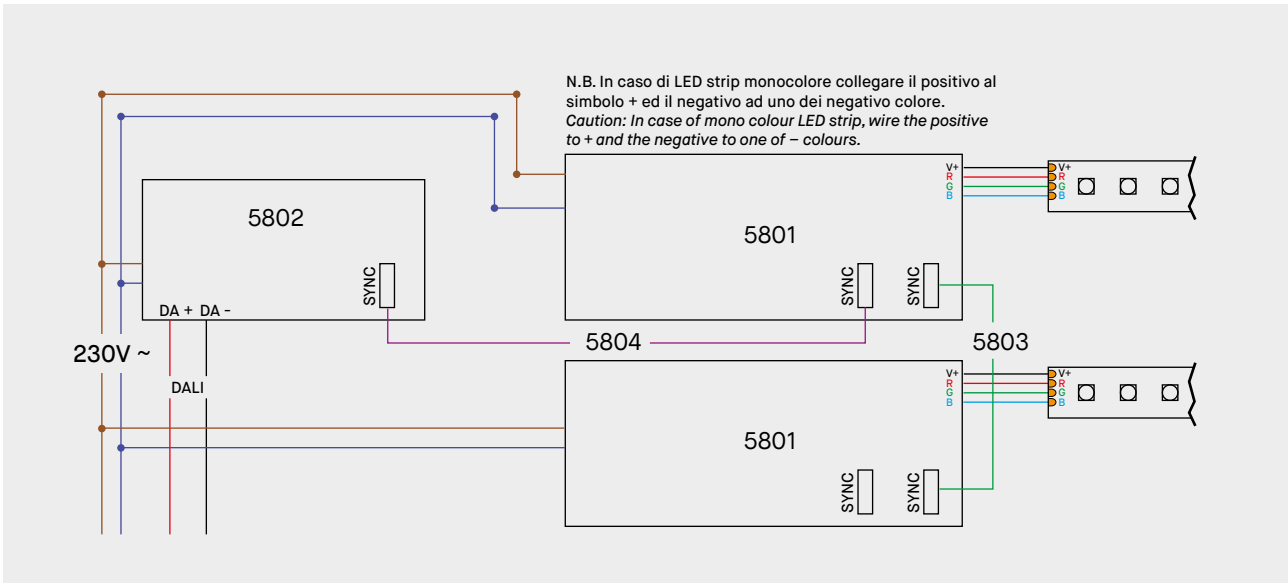 N.B. In caso di LED strip monocolore collegare il positivo al
simbolo + ed il negativo ad uno dei negativo colore.
Caution: In case of mono colour LED strip, wire the positive
to + and the negative to one of – colours.
5802
SYNC
DA + DA -
230V ~
DALI
5801
V+
R
G
B
SYNC
SYNC
V+
R
G
B
5804
5803
5801
V+
R
G
B
SYNC
SYNC
V+
R
G
B